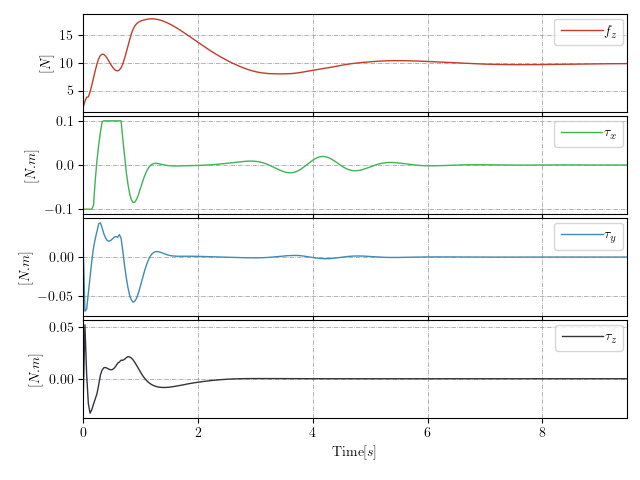 15
10
5
[N]
f_z
0.1
0.0
−0.1
[N.m]
τ_x
0.00
−0.05
[N.m]
τ_y
0.05
0.00
[N.m]
τ_z
0 2 4 6 8
Time[s]